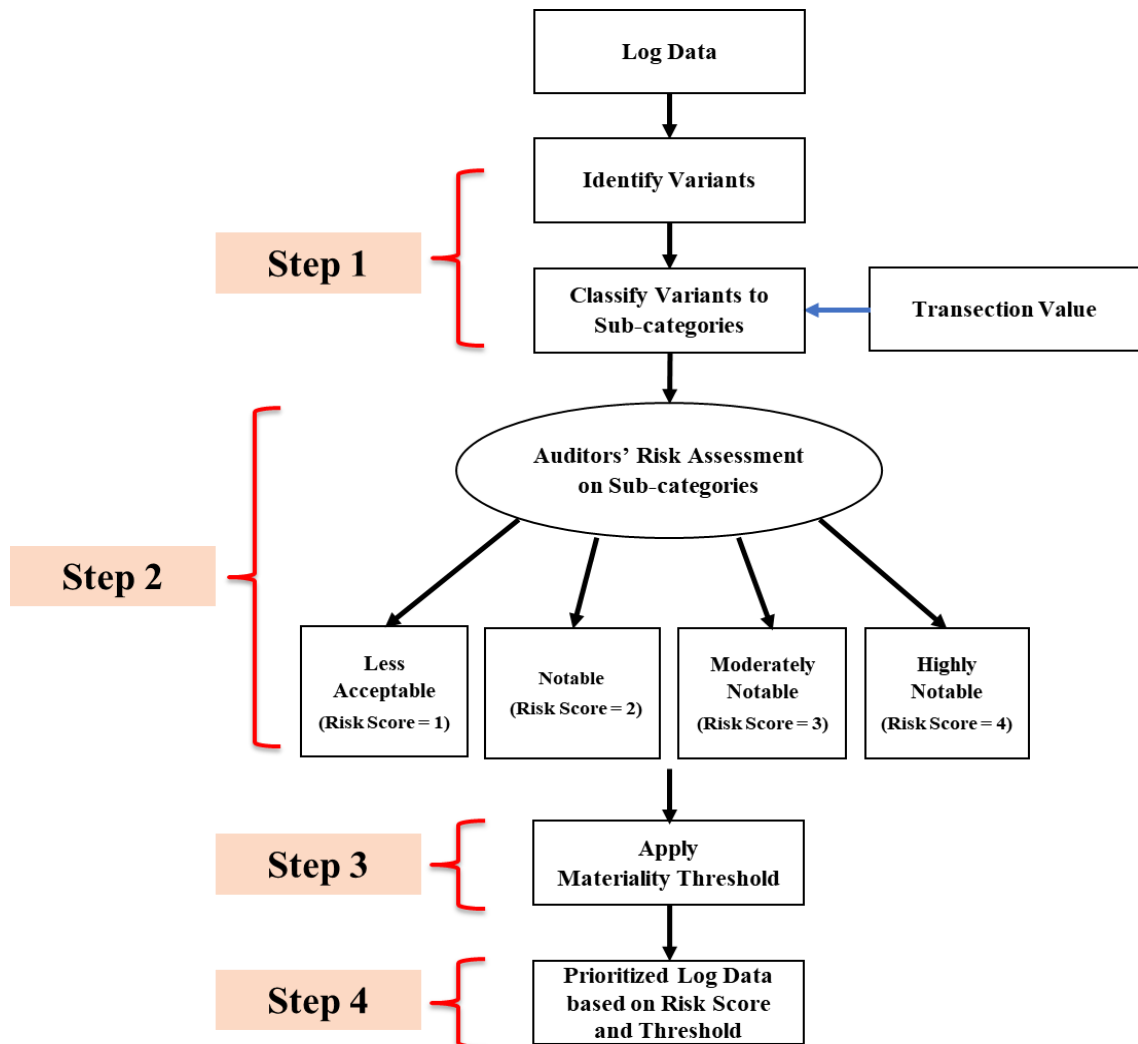 Log Data
Identify Variants
Step 1
Classify Variants to
Sub-categories
Transection Value
Auditors’ Risk Assessment
on Sub-categories
Step 2
Less
Acceptable
(Risk Score = 1)
Notable
(Risk Score = 2)
Moderately
Notable
(Risk Score = 3)
Highly
Notable
(Risk Score = 4)
Step 3
Apply
Materiality Threshold
Step 4
Prioritized Log Data
based on Risk Score
and Threshold